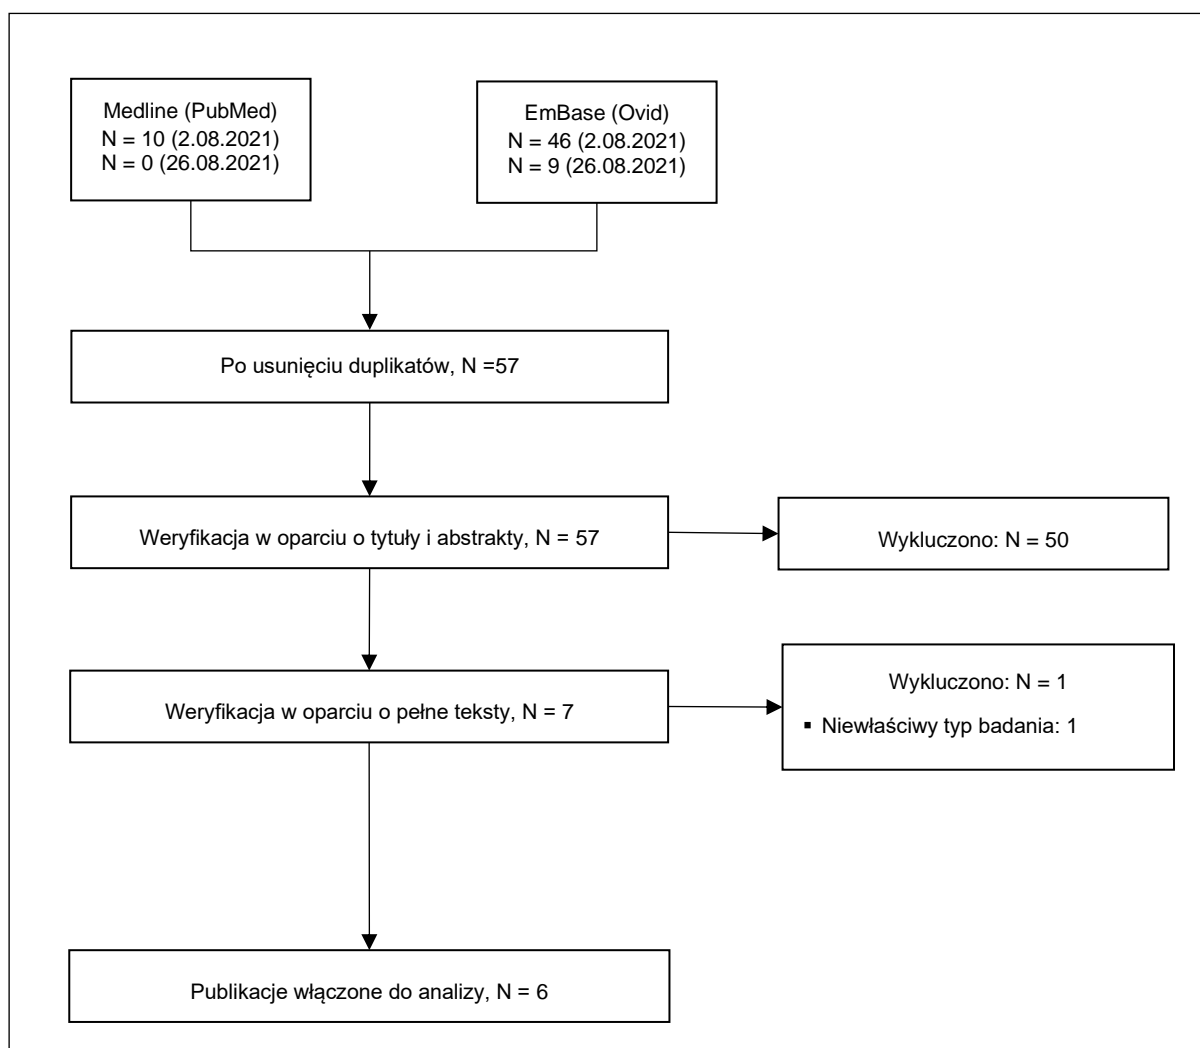 Medline (PubMed)
N = 10 (2.08.2021)
N = 0 (26.08.2021)
EmBase (Ovid)
N = 46 (2.08.2021)
N = 9 (26.08.2021)
Po usunięciu duplikatów, N =57
Weryfikacja w oparciu o tytuły i abstrakty, N = 57
Wykluczono: N = 50
Weryfikacja w oparciu o pełne teksty, N = 7
Wykluczono: N = 1
▪ Niewłaściwy typ badania: 1
Publikacje włączone do analizy, N = 6